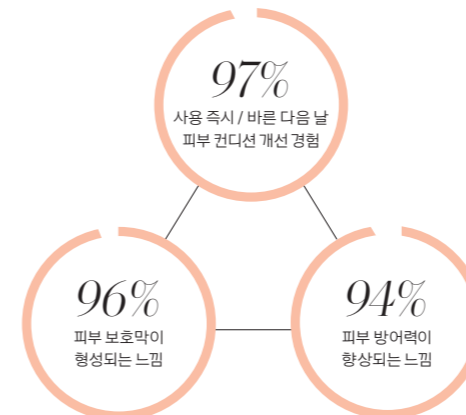 97%
사용 즉시 / 바른 다음 날
피부 컨디션 개선 경험
96%
피부 보호막이
형성되는 느낌
94%
피부 방어력이
향상되는 느낌